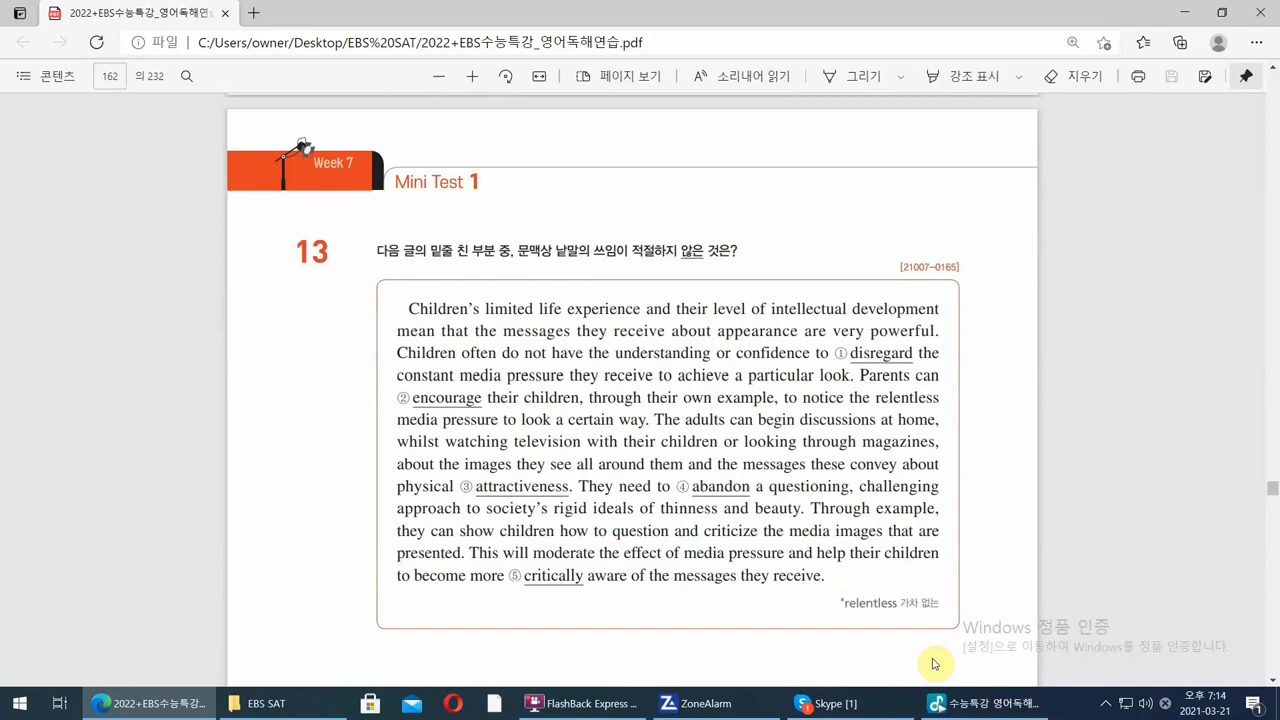 2022+EBS수능특강_영어독해연습
파일 C:/Users/owner/Desktop/EBS%20SAT/2022+EBS수능특강_영어독해연습.pdf
콘텐츠 162 의 232 페이지 보기 소리내어 읽기 그리기 강조 표시 지우기
Week 7
Mini Test 1
13 다음 글의 밑줄 친 부분 중, 문맥상 낱말의 쓰임이 적절하지 않은 것은?
[21007-0165]
Children's limited life experience and their level of intellectual development
mean that the messages they receive about appearance are very powerful.
Children often do not have the understanding or confidence to ① disregard the
constant media pressure they receive to achieve a particular look. Parents can
② encourage their children, through their own example, to notice the relentless
media pressure to look a certain way. The adults can begin discussions at home,
whilst watching television with their children or looking through magazines,
about the images they see all around them and the messages these convey about
physical ③ attractiveness. They need to ④ abandon a questioning, challenging
approach to society's rigid ideals of thinness and beauty. Through example,
they can show children how to question and criticize the media images that are
presented. This will moderate the effect of media pressure and help their children
to become more ⑤ critically aware of the messages they receive.
*relentless 가차 없는
Windows 정품 인증
[설정]으로 이동하여 Windows를 정품 인증합니다.
2022+EBS수능특강... EBS SAT FlashBack Express ... ZoneAlarm Skype [1] 수능특강 영어독해... 오후 7:14
2021-03-21